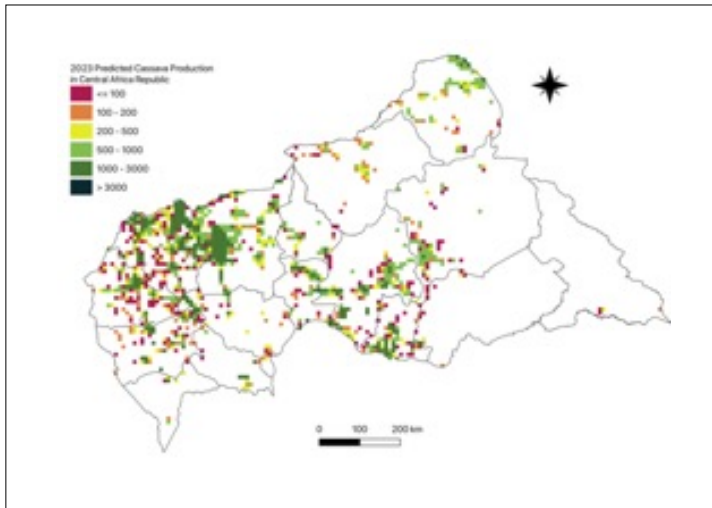 2023 Predicted Cassava Production
in Central Africa Republic
<= 100
100 - 200
200 - 500
500 - 1000
1000 - 3000
> 3000
0 100 200 km